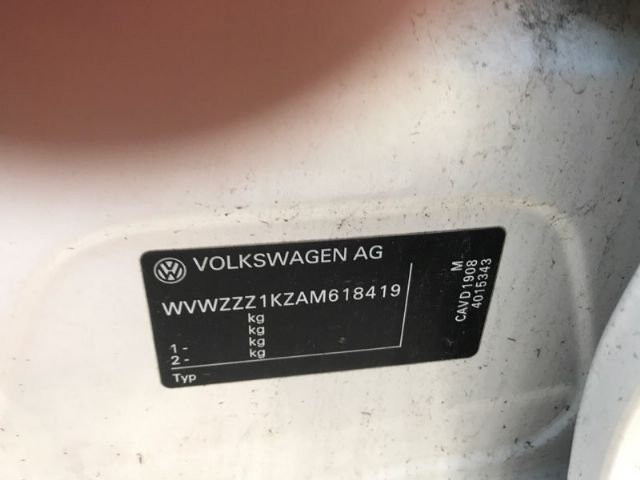 VOLKSWAGEN AG
WVWZZZ1KZAM618419
kg
kg
1- kg
2- kg
Typ
M
CAVD1908
4015343